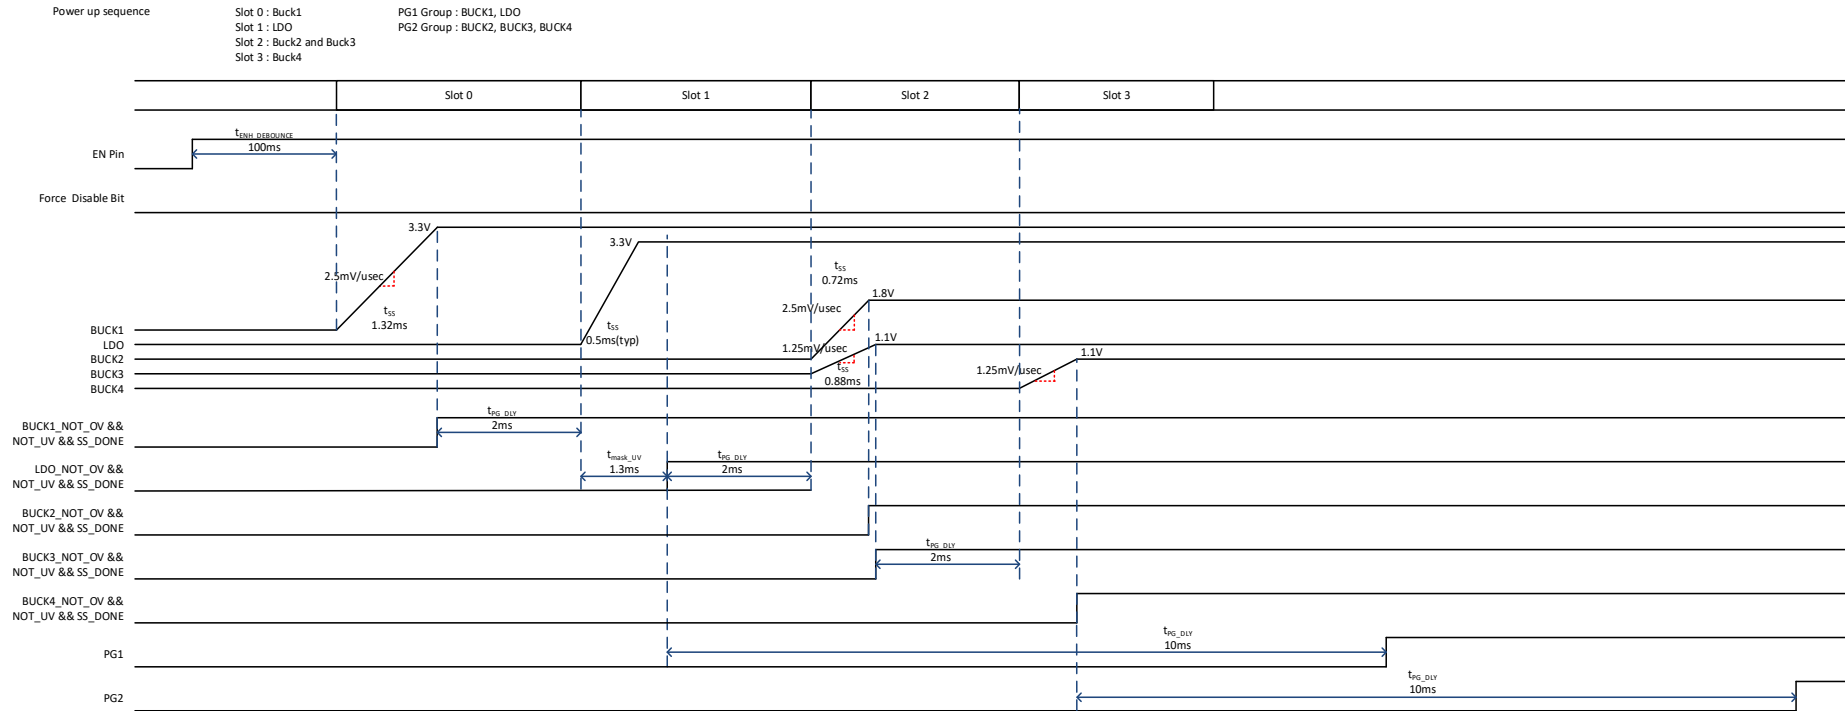 Power up sequence
Slot 0 : Buck1
Slot 1 : LDO
Slot 2 : Buck2 and Buck3
Slot 3 : Buck4
PG1 Group : BUCK1, LDO
PG2 Group : BUCK2, BUCK3, BUCK4
Slot 0
Slot 1
Slot 2
Slot 3
EN Pin
tENH_DEBOUNCE
100ms
Force Disable Bit
3.3V
2.5mV/usec
tSS
1.32ms
3.3V
tSS
0.5ms(typ)
tSS
0.72ms
1.8V
2.5mV/usec
1.1V
1.25mV/usec
tSS
0.88ms
1.1V
1.25mV/usec
BUCK1
LDO
BUCK2
BUCK3
BUCK4
BUCK1_NOT_OV &&
NOT_UV && SS_DONE
tPG_DLY
2ms
LDO_NOT_OV &&
NOT_UV && SS_DONE
tmask_UV
1.3ms
tPG_DLY
2ms
BUCK2_NOT_OV &&
NOT_UV && SS_DONE
BUCK3_NOT_OV &&
NOT_UV && SS_DONE
tPG_DLY
2ms
BUCK4_NOT_OV &&
NOT_UV && SS_DONE
PG1
tPG_DLY
10ms
PG2
tPG_DLY
10ms